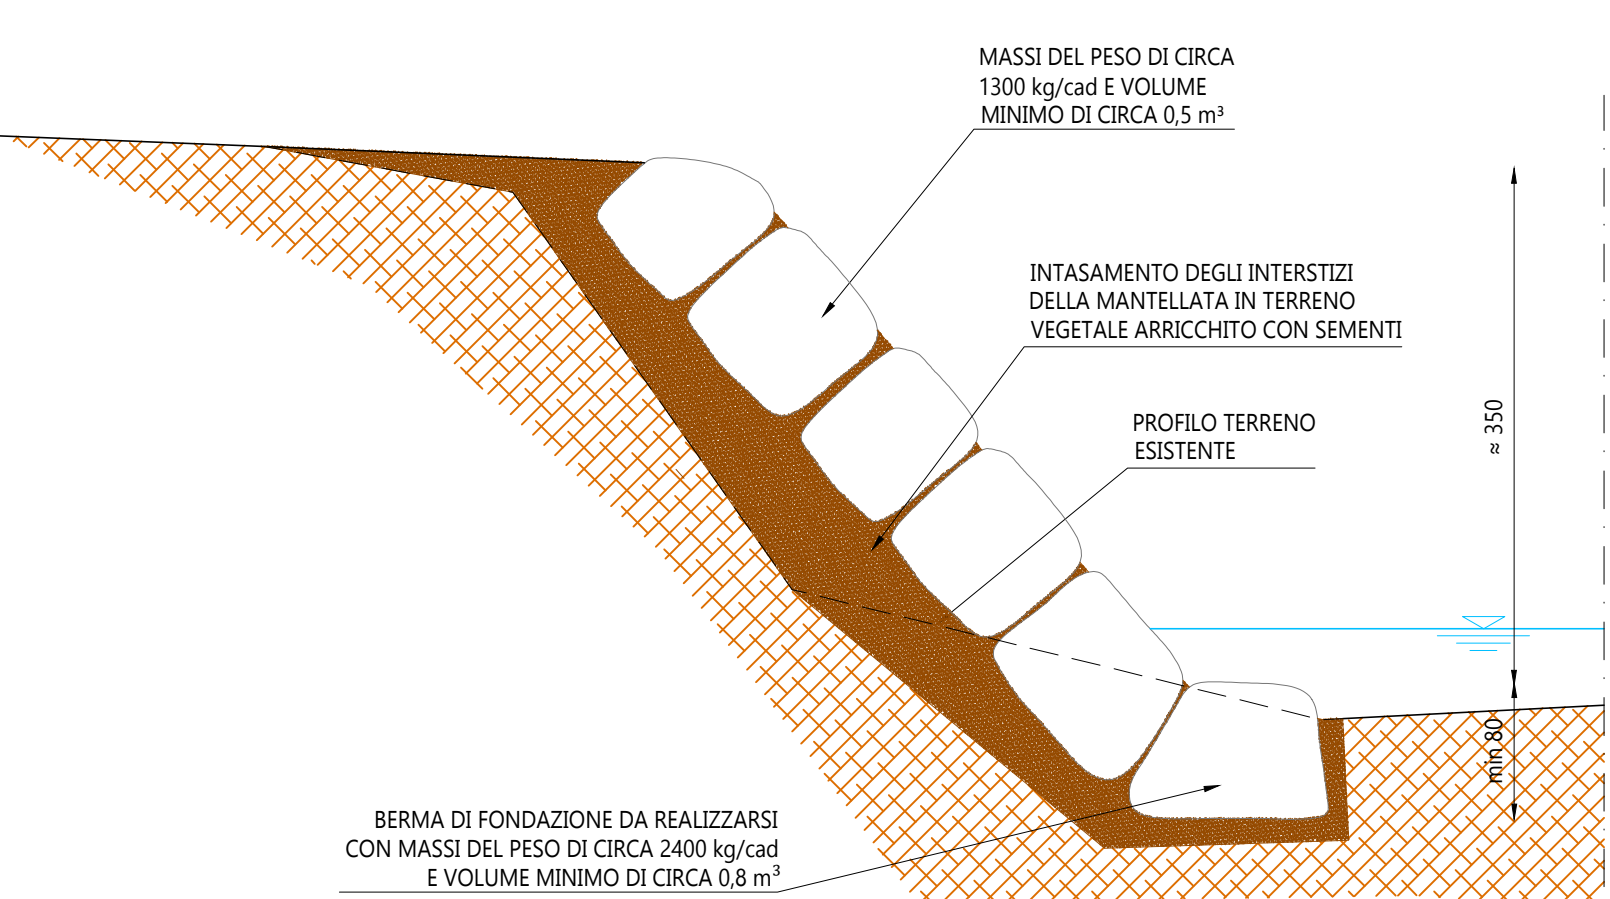 MASSI DEL PESO DI CIRCA
1300 kg/cad E VOLUME
MINIMO DI CIRCA 0,5 m³
INTASAMENTO DEGLI INTERSTIZI
DELLA MANTELLATA IN TERRENO
VEGETALE ARRICCHITO CON SEMENTI
PROFILO TERRENO
ESISTENTE
≈ 350
min 80
BERMA DI FONDAZIONE DA REALIZZARSI
CON MASSI DEL PESO DI CIRCA 2400 kg/cad
E VOLUME MINIMO DI CIRCA 0,8 m³